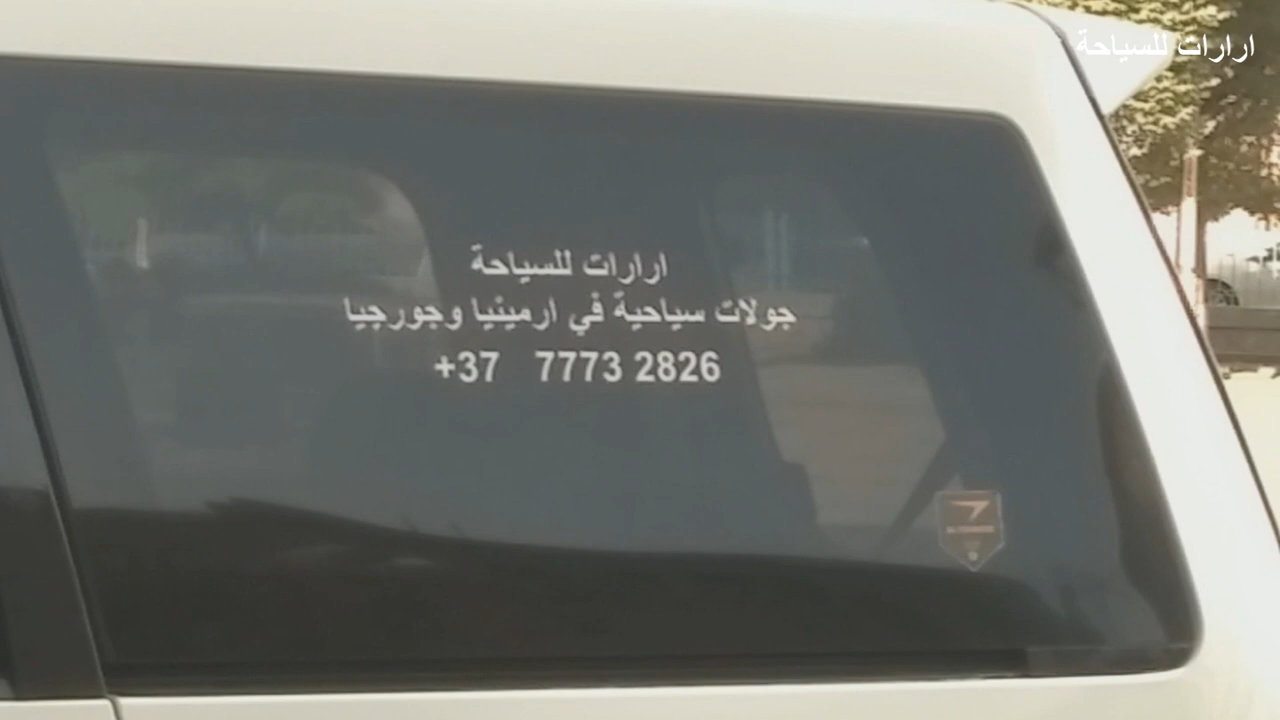 ارارات للسياحة
ارارات للسياحة
جولات سياحية في ارمينيا وجورجيا
+37 7773 2826